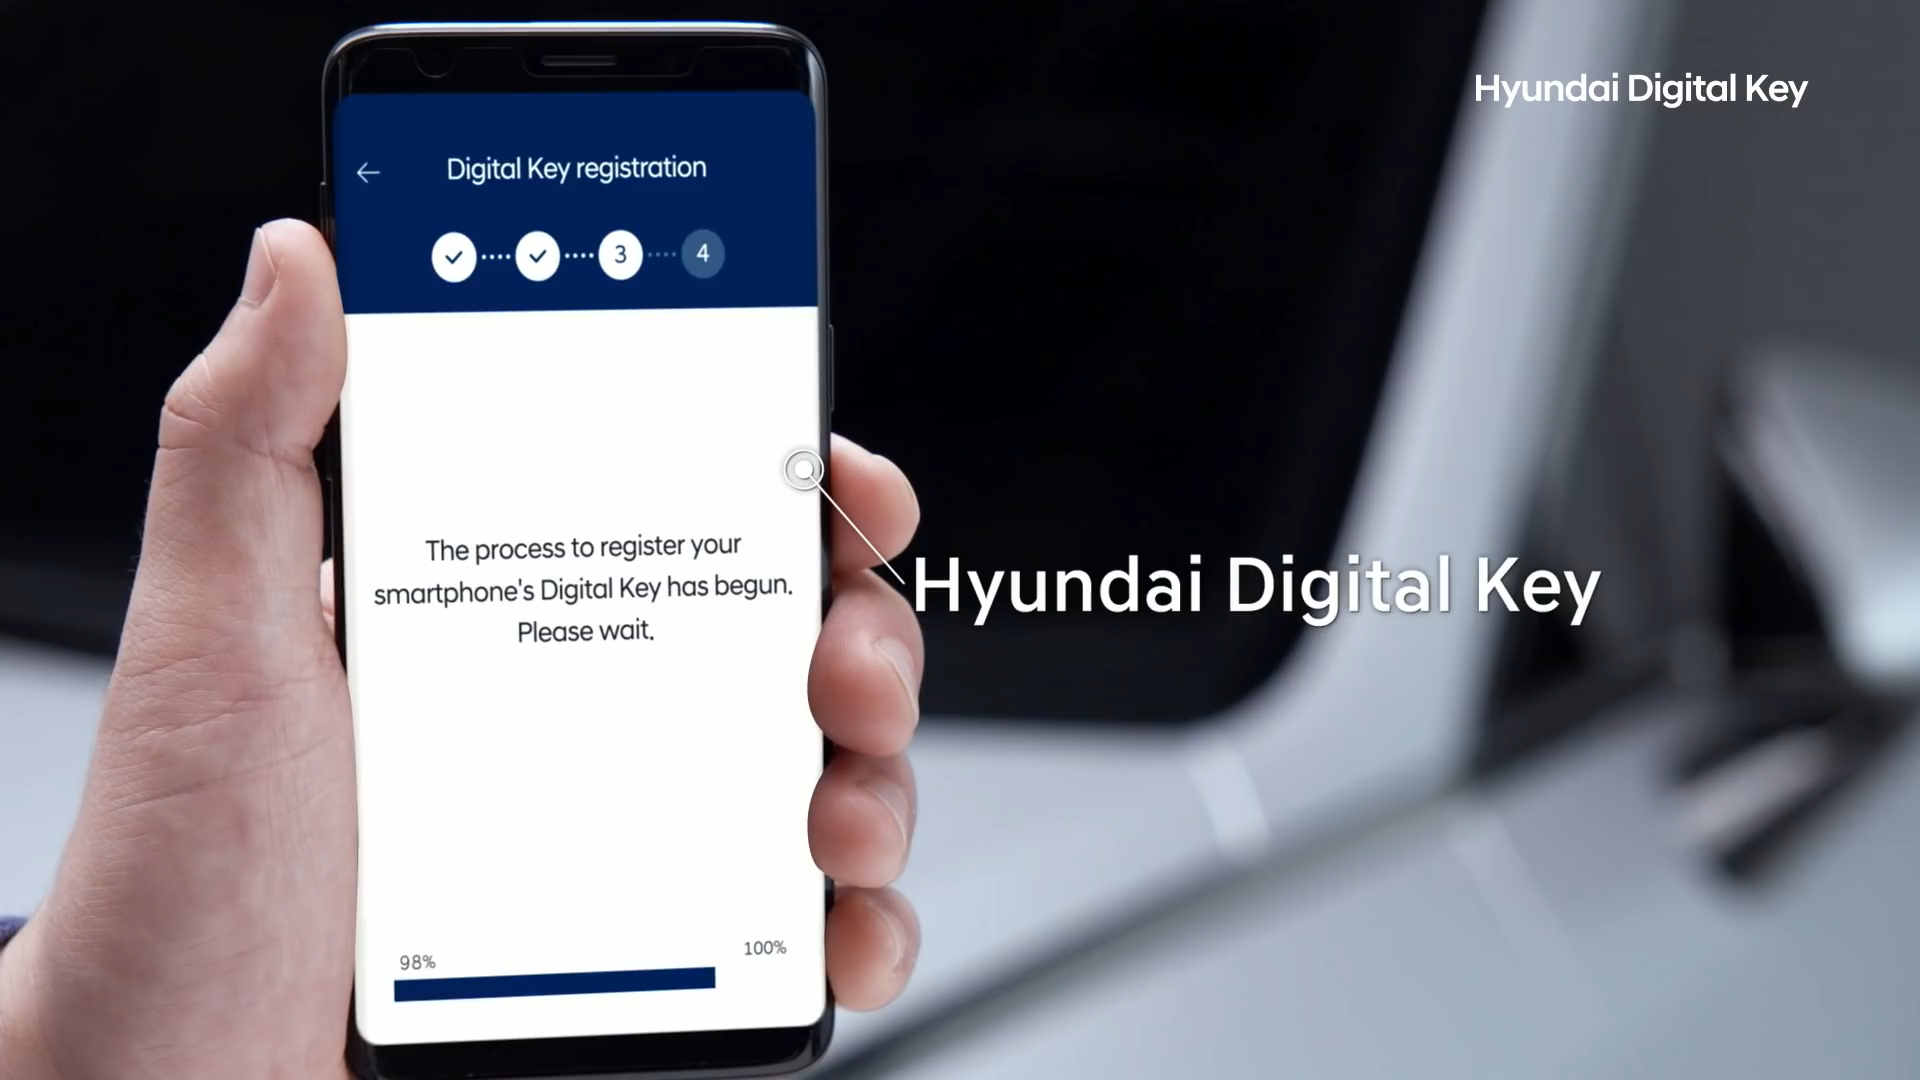 Hyundai Digital Key
Digital Key registration
3
4
The process to register your
smartphone's Digital Key has begun.
Please wait.
Hyundai Digital Key
98%
100%